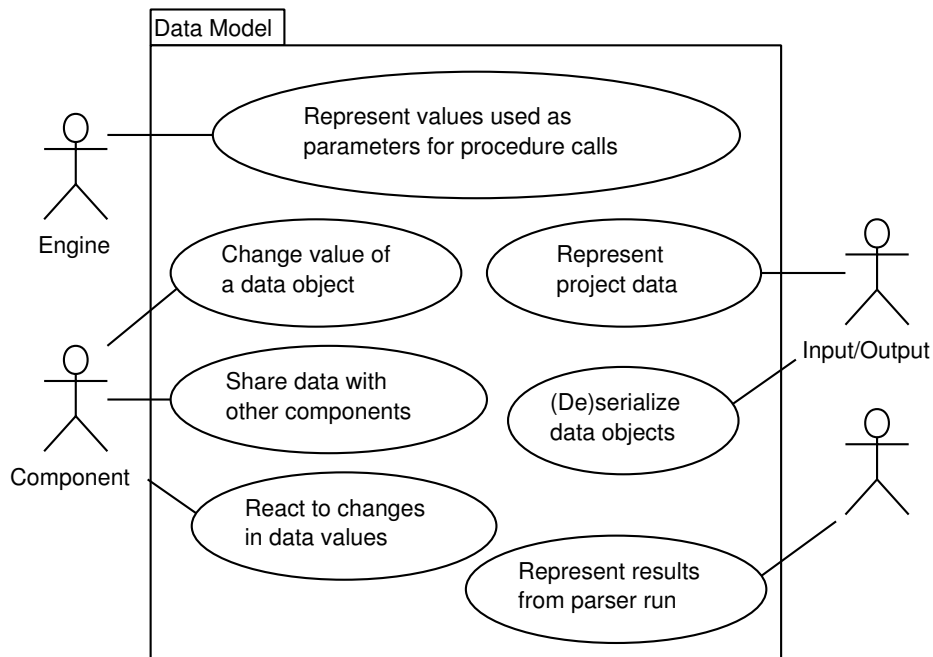 Data Model
Represent values used as
parameters for procedure calls
Engine
Change value of
a data object
Represent
project data
Input/Output
Share data with
other components
(De)serialize
data objects
Component
React to changes
in data values
Represent results
from parser run